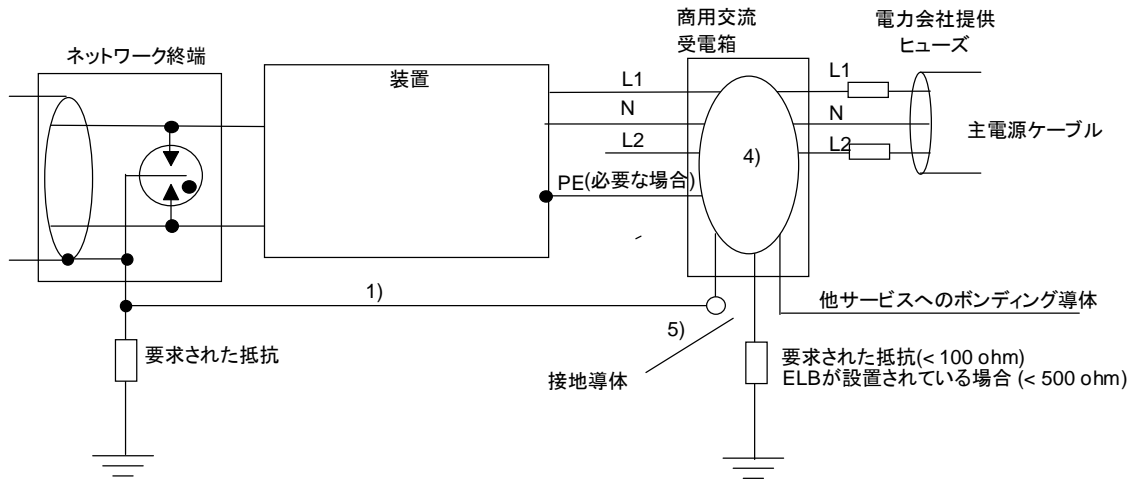 商用交流
受電箱
電力会社提供
ヒューズ
ネットワーク終端
装置
L1
N
L2
PE(必要な場合)
4)
L1
N
L2
主電源ケーブル
1)
5)
接地導体
他サービスへのボンディング導体
要求された抵抗
要求された抵抗(< 100 ohm)
ELBが設置されている場合 (< 500 ohm)